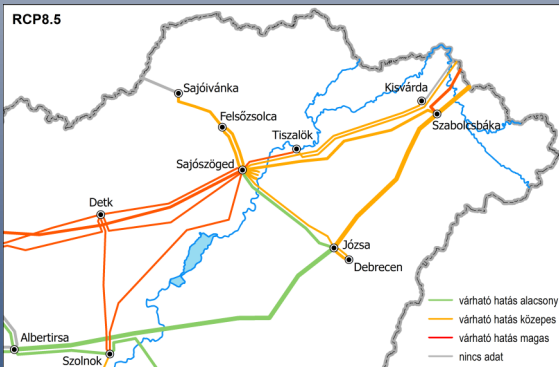 RCP8.5
Sajóivánka
Kisvárda
Felsőzsolca
Szabolcsbáka
Tiszalök
Sajószöged
Detk
Józsa
Debrecen
várható hatás alacsony
várható hatás közepes
Albertirsa
várható hatás magas
Szolnok
nincs adat